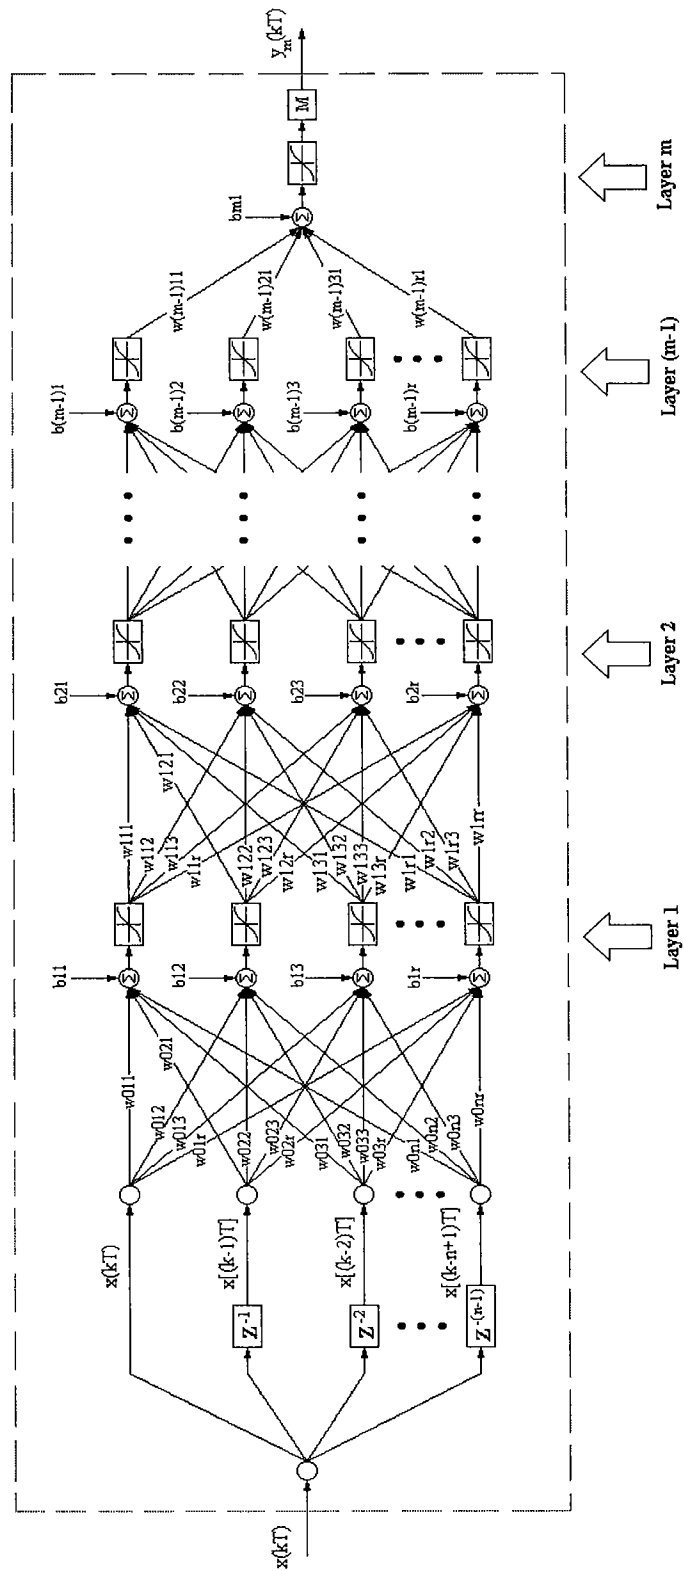 x(kT)
x(kT)
x[(k-1)T]
x[(k-2)T]
x[(k-n+1)T]
Z-1
Z-2
Z-(n-1)
w011
w012
w013
w01r
w021
w022
w023
w02r
w031
w032
w033
w03r
w0n1
w0n2
w0n3
w0nr
b11
b12
b13
b1r
Σ
Σ
Σ
Σ
w111
w112
w113
w11r
w121
w122
w123
w12r
w131
w132
w133
w13r
w1r1
w1r2
w1r3
w1rr
b21
b22
b23
b2r
Σ
Σ
Σ
Σ
b(m-1)1
b(m-1)2
b(m-1)3
b(m-1)r
Σ
Σ
Σ
Σ
w(m-1)11
w(m-1)21
w(m-1)31
w(m-1)r1
bm1
Σ
M
ym(kT)
Layer 1
Layer 2
Layer (m-1)
Layer m